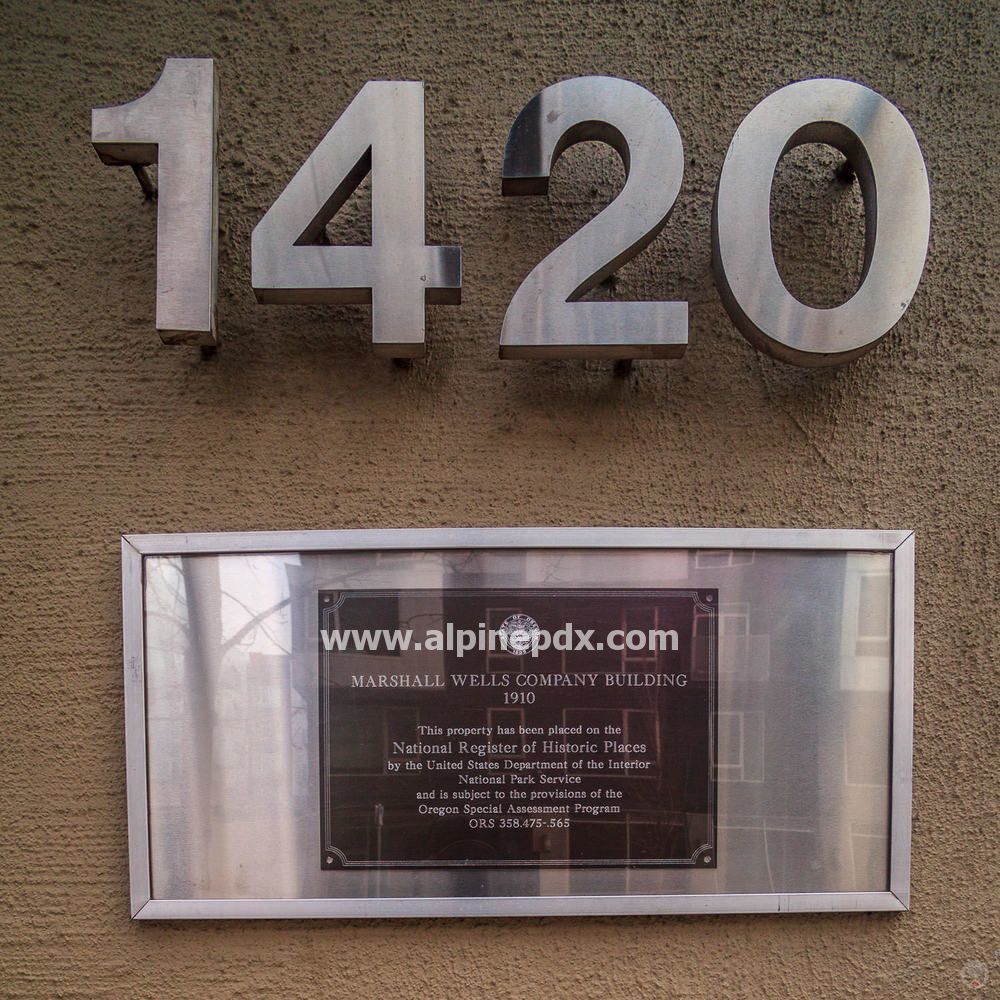 1420
www.alpinepdx.com
MARSHALL WELLS COMPANY BUILDING
1910
This property has been placed on the
National Register of Historic Places
by the United States Department of the Interior
National Park Service
and is subject to the provisions of the
Oregon Special Assessment Program
ORS 358.475-.565